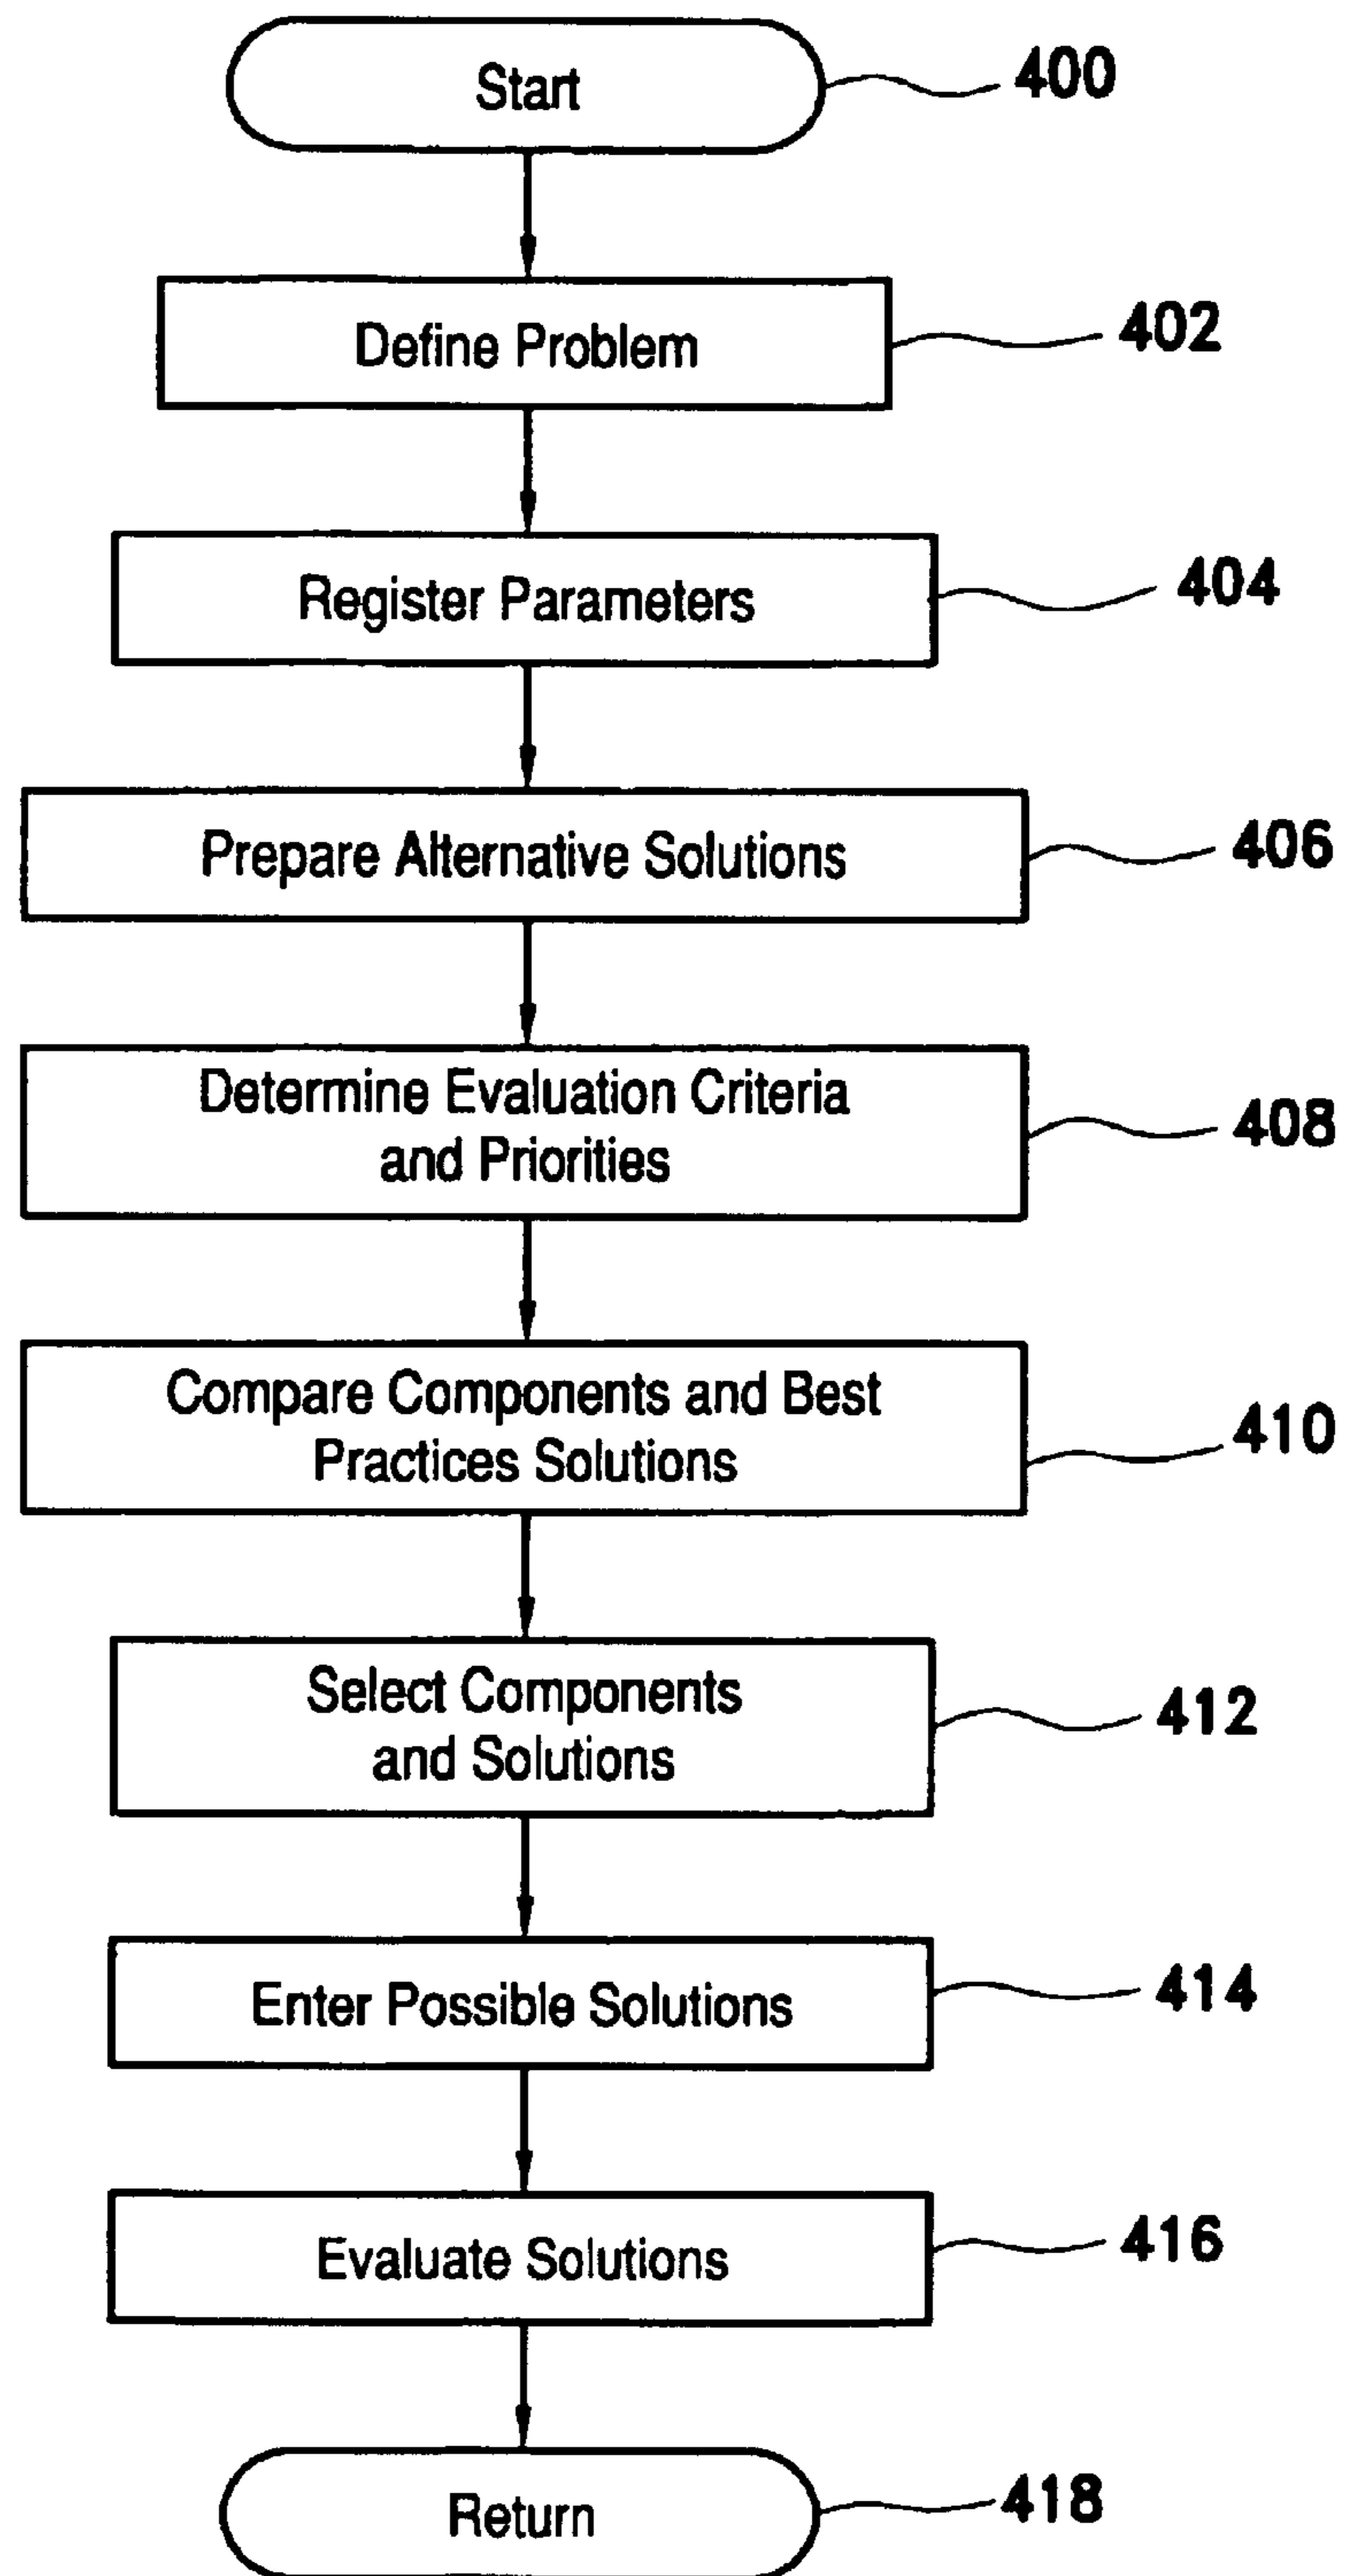 Start
400
Define Problem
402
Register Parameters
404
Prepare Alternative Solutions
406
Determine Evaluation Criteria
and Priorities
408
Compare Components and Best
Practices Solutions
410
Select Components
and Solutions
412
Enter Possible Solutions
414
Evaluate Solutions
416
Return
418